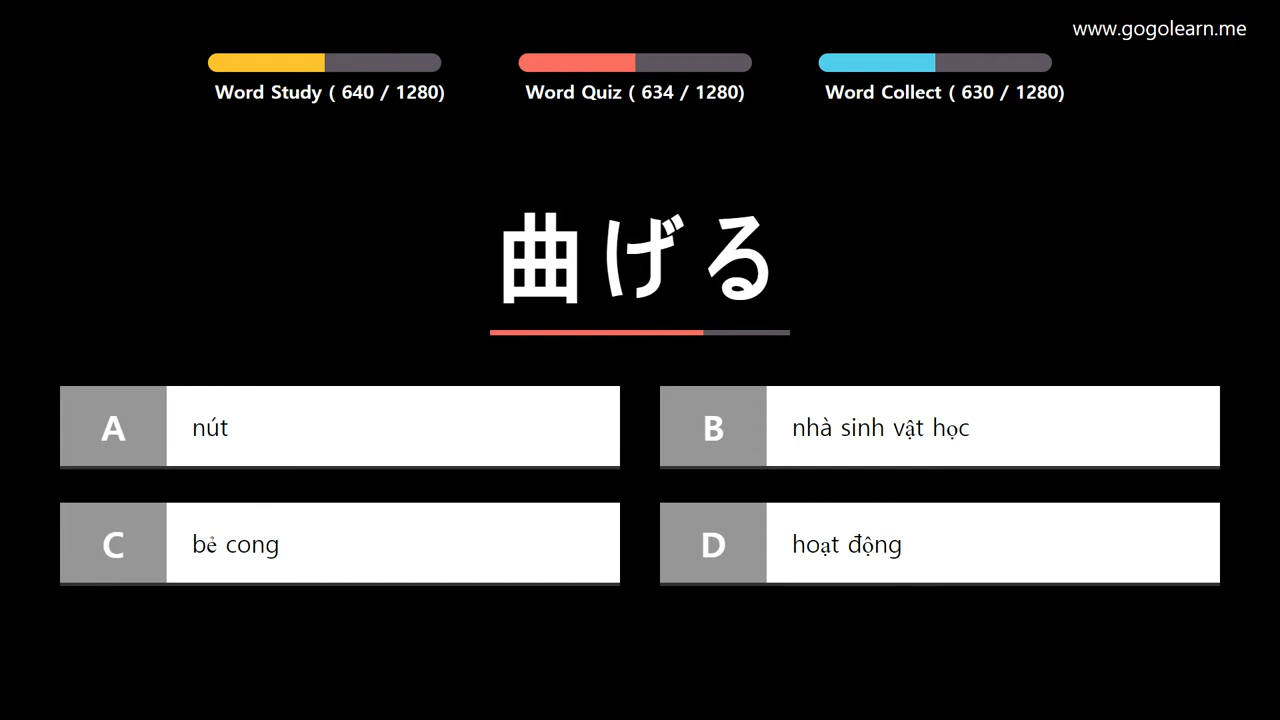 www.gogolearn.me
Word Study ( 640 / 1280)
Word Quiz ( 634 / 1280)
Word Collect ( 630 / 1280)
曲げる
A nút
B nhà sinh vật học
C bẻ cong
D hoạt động